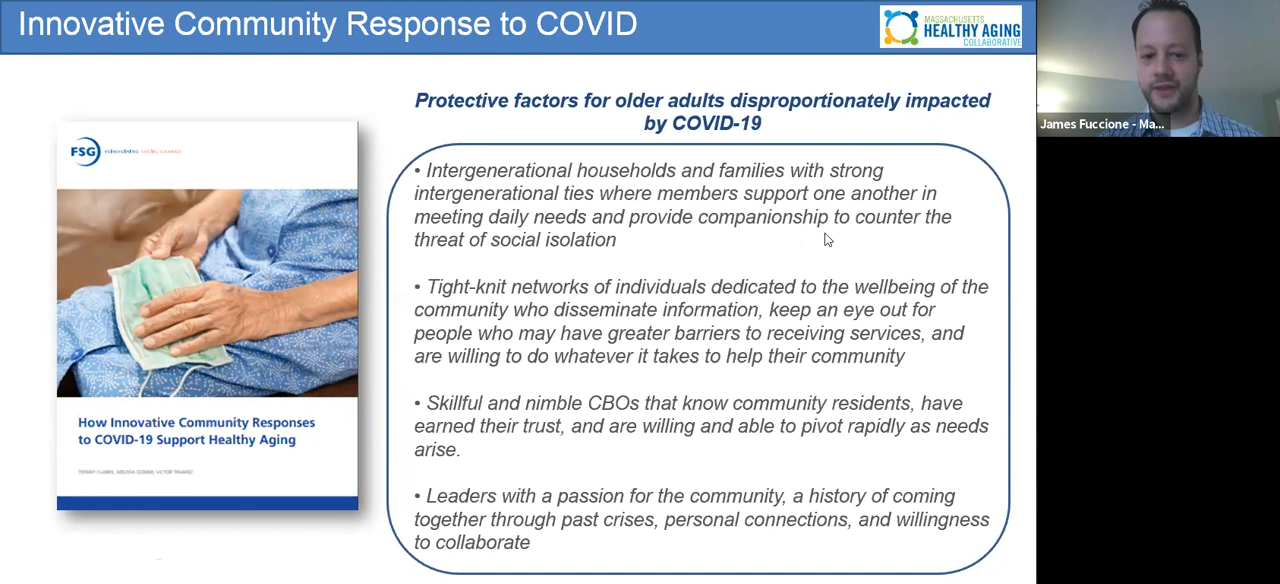 Innovative Community Response to COVID
MASSACHUSETTS
HEALTHY AGING
COLLABORATIVE
James Fuccione - Ma...
Protective factors for older adults disproportionately impacted
by COVID-19
FSG
• Intergenerational households and families with strong
intergenerational ties where members support one another in
meeting daily needs and provide companionship to counter the
threat of social isolation
• Tight-knit networks of individuals dedicated to the wellbeing of the
community who disseminate information, keep an eye out for
people who may have greater barriers to receiving services, and
are willing to do whatever it takes to help their community
• Skillful and nimble CBOs that know community residents, have
earned their trust, and are willing and able to pivot rapidly as needs
arise.
• Leaders with a passion for the community, a history of coming
together through past crises, personal connections, and willingness
to collaborate
How Innovative Community Responses
to COVID-19 Support Healthy Aging